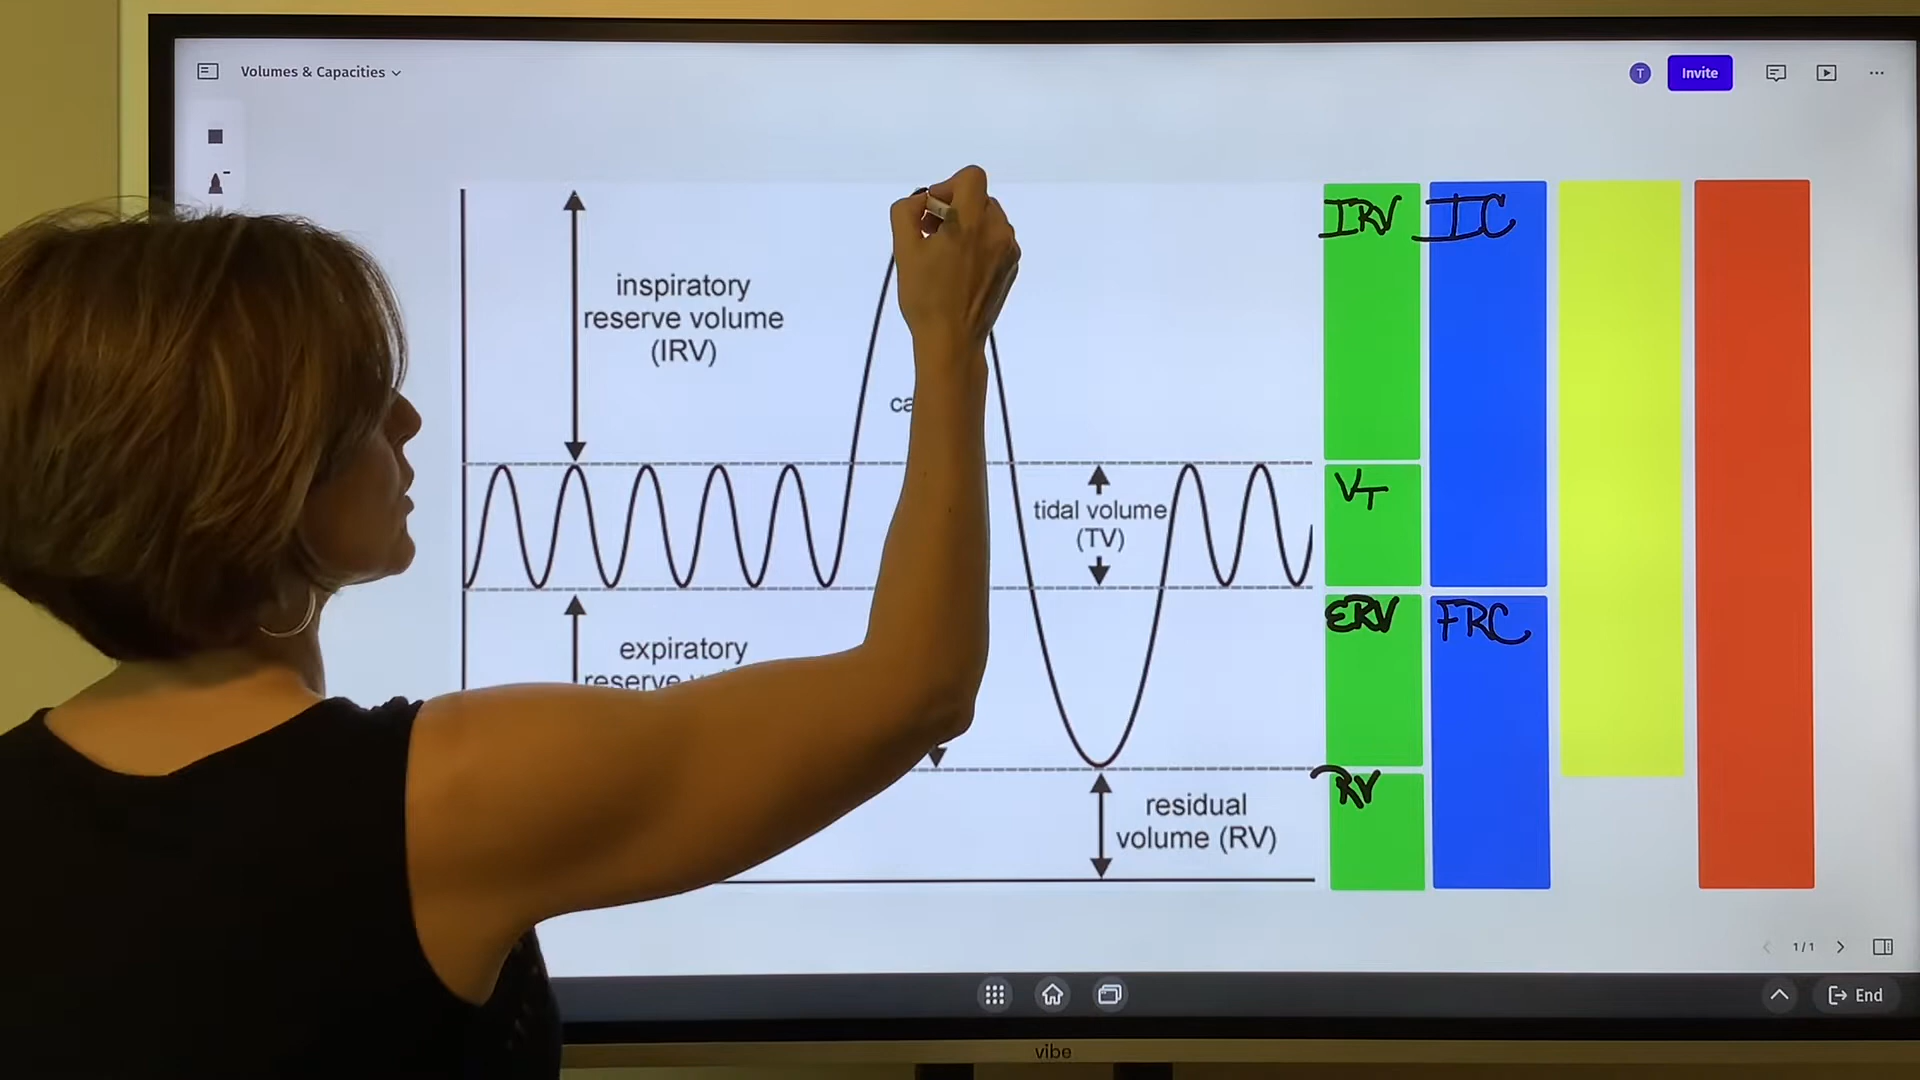 Volumes & Capacities
T
Invite
inspiratory
reserve volume
(IRV)
tidal volume
(TV)
expiratory
reserve
residual
volume (RV)
IRV
IC
VT
ERV
FRC
RV
1/1
End
vibe